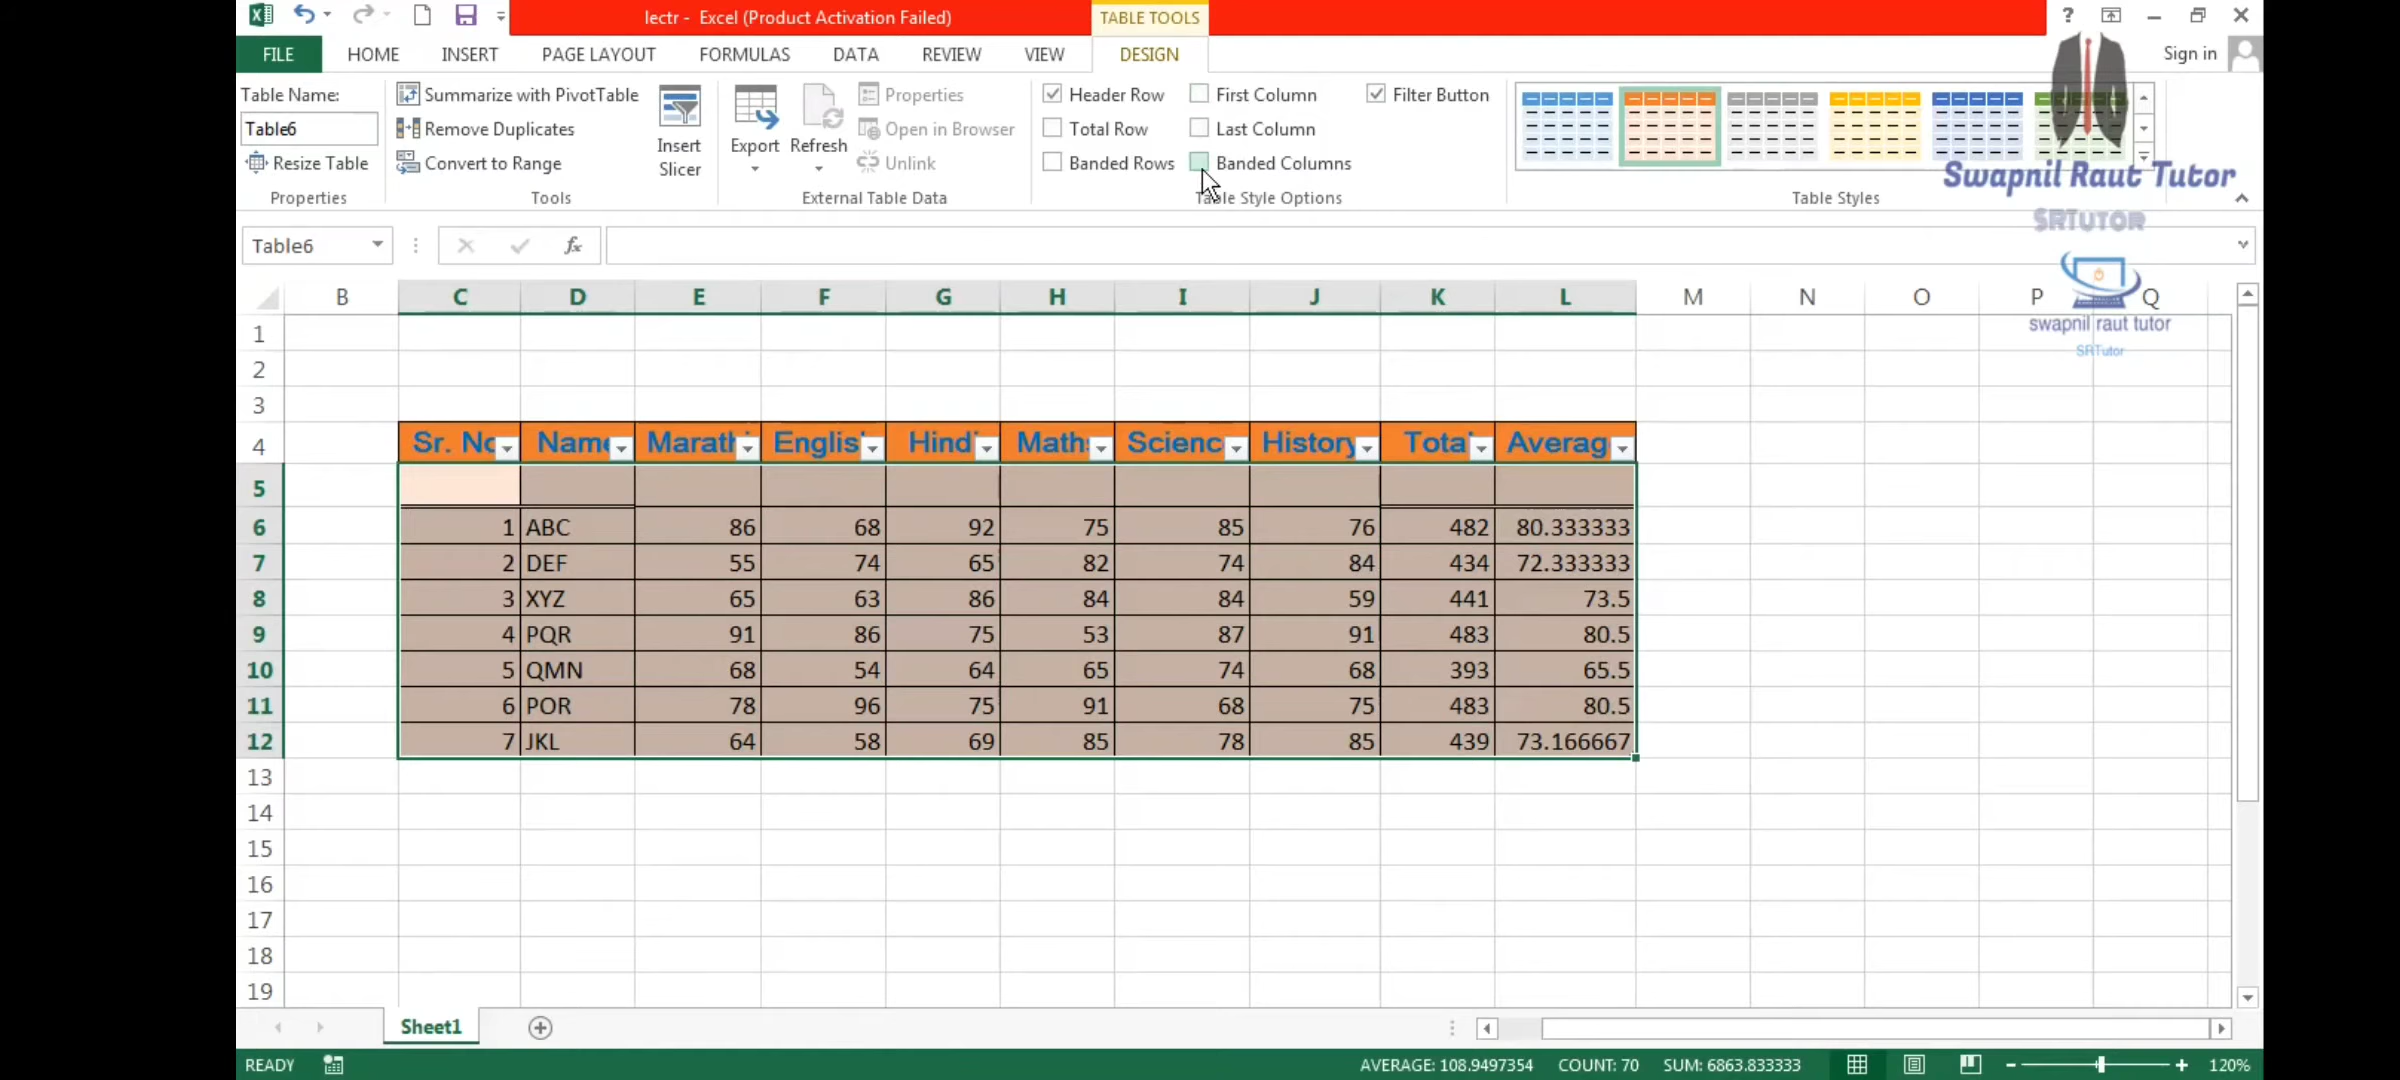 lectr - Excel (Product Activation Failed)
TABLE TOOLS
?
FILE HOME INSERT PAGE LAYOUT FORMULAS DATA REVIEW VIEW DESIGN Sign in
Table Name: Summarize with PivotTable Properties Header Row First Column Filter Button
Table6 Remove Duplicates Insert Slicer Export Refresh Open in Browser Total Row Last Column
Resize Table Convert to Range Unlink Banded Rows Banded Columns
Swapnil Raut Tutor
Properties Tools External Table Data Table Style Options Table Styles
SRTUTOR
Table6 fx
B C D E F G H I J K L M N O P Q
swapnil raut tutor
SRTutor
1
2
3
4 Sr. No Name Marath Englis Hind Maths Scienc History Tota Averag
5
6 1 ABC 86 68 92 75 85 76 482 80.333333
7 2 DEF 55 74 65 82 74 84 434 72.333333
8 3 XYZ 65 63 86 84 84 59 441 73.5
9 4 PQR 91 86 75 53 87 91 483 80.5
10 5 QMN 68 54 64 65 74 68 393 65.5
11 6 POR 78 96 75 91 68 75 483 80.5
12 7 JKL 64 58 69 85 78 85 439 73.166667
13
14
15
16
17
18
19
Sheet1
READY AVERAGE: 108.9497354 COUNT: 70 SUM: 6863.833333 120%